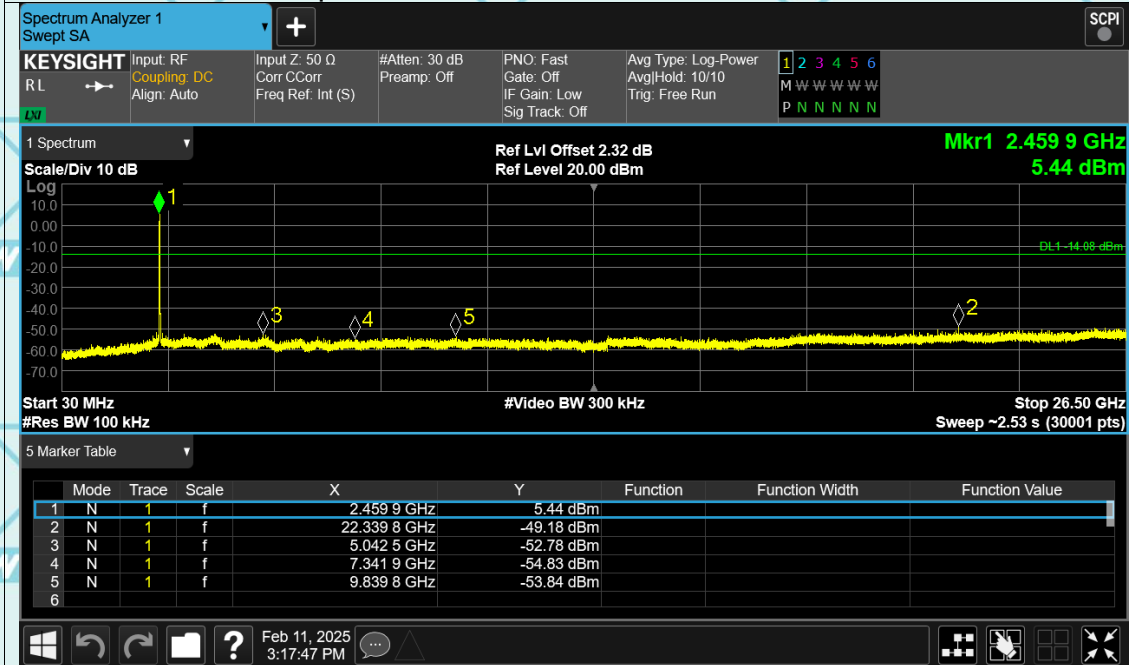 Spectrum Analyzer 1
Swept SA
+
SCPI
KEYSIGHT
R L
LXI
Input: RF
Coupling: DC
Align: Auto
Input Z: 50 Ω
Corr CCorr
Freq Ref: Int (S)
#Atten: 30 dB
Preamp: Off
PNO: Fast
Gate: Off
IF Gain: Low
Sig Track: Off
Avg Type: Log-Power
Avg|Hold: 10/10
Trig: Free Run
1 2 3 4 5 6
M W W W W W
P N N N N N
1 Spectrum
Scale/Div 10 dB
Ref Lvl Offset 2.32 dB
Ref Level 20.00 dBm
Mkr1 2.459 9 GHz
5.44 dBm
Log
10.0
0.00
-10.0
-20.0
-30.0
-40.0
-50.0
-60.0
-70.0
1
DL1 -14.08 dBm
3
4
5
2
Start 30 MHz
#Video BW 300 kHz
Stop 26.50 GHz
#Res BW 100 kHz
Sweep ~2.53 s (30001 pts)
5 Marker Table
Mode Trace Scale X Y Function Function Width Function Value
1 N 1 f 2.459 9 GHz 5.44 dBm
2 N 1 f 22.339 8 GHz -49.18 dBm
3 N 1 f 5.042 5 GHz -52.78 dBm
4 N 1 f 7.341 9 GHz -54.83 dBm
5 N 1 f 9.839 8 GHz -53.84 dBm
6
?
Feb 11, 2025
3:17:47 PM